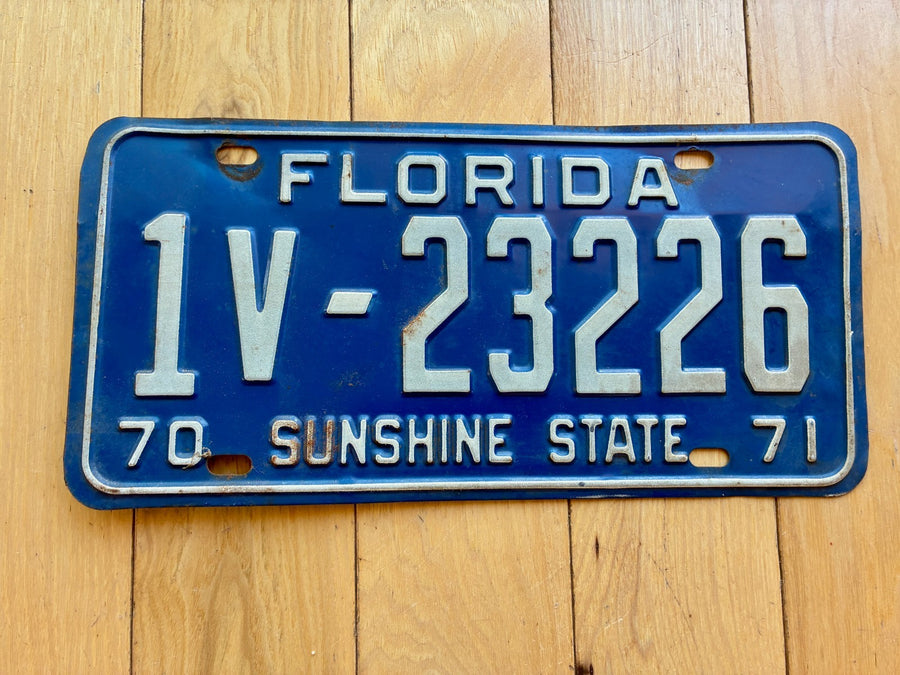 FLORIDA
1V-23226
70 SUNSHINE STATE 71